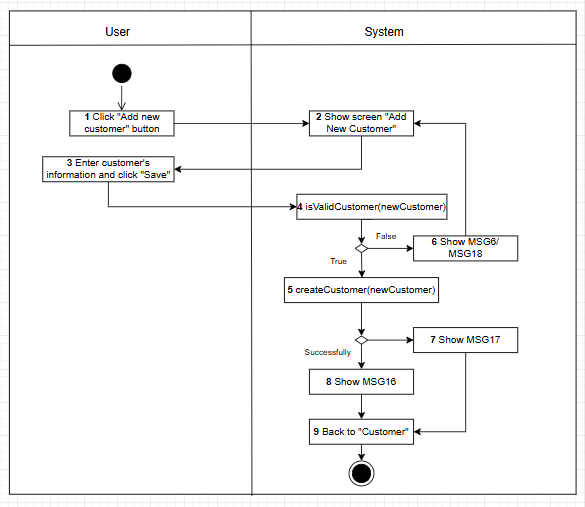 User
System
1 Click "Add new
customer" button
2 Show screen "Add
New Customer"
3 Enter customer's
information and click "Save"
4 isValidCustomer(newCustomer)
False
6 Show MSG6/
MSG18
True
5 createCustomer(newCustomer)
7 Show MSG17
Successfully
8 Show MSG16
9 Back to "Customer"